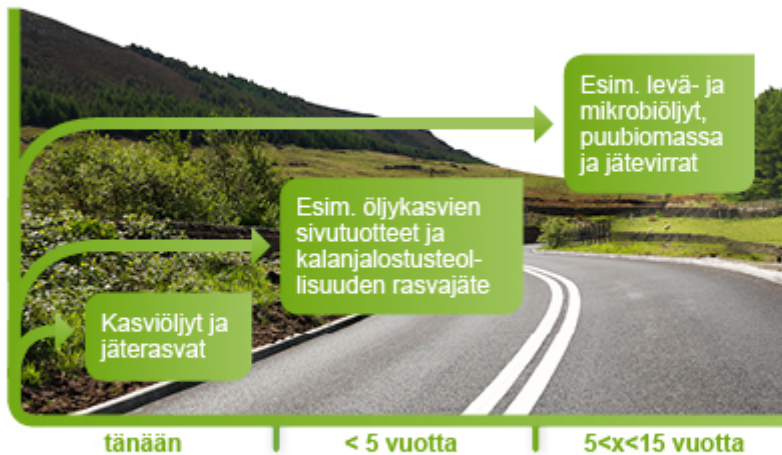 Esim. levä- ja
mikrobiöljyt,
puubiomassa
ja jätevirrat
Esim. öljykasvien
sivutuotteet ja
kalanjalostusteol-
lisuuden rasvajäte
Kasviöljyt ja
jäterasvat
tänään
< 5 vuotta
5<x<15 vuotta